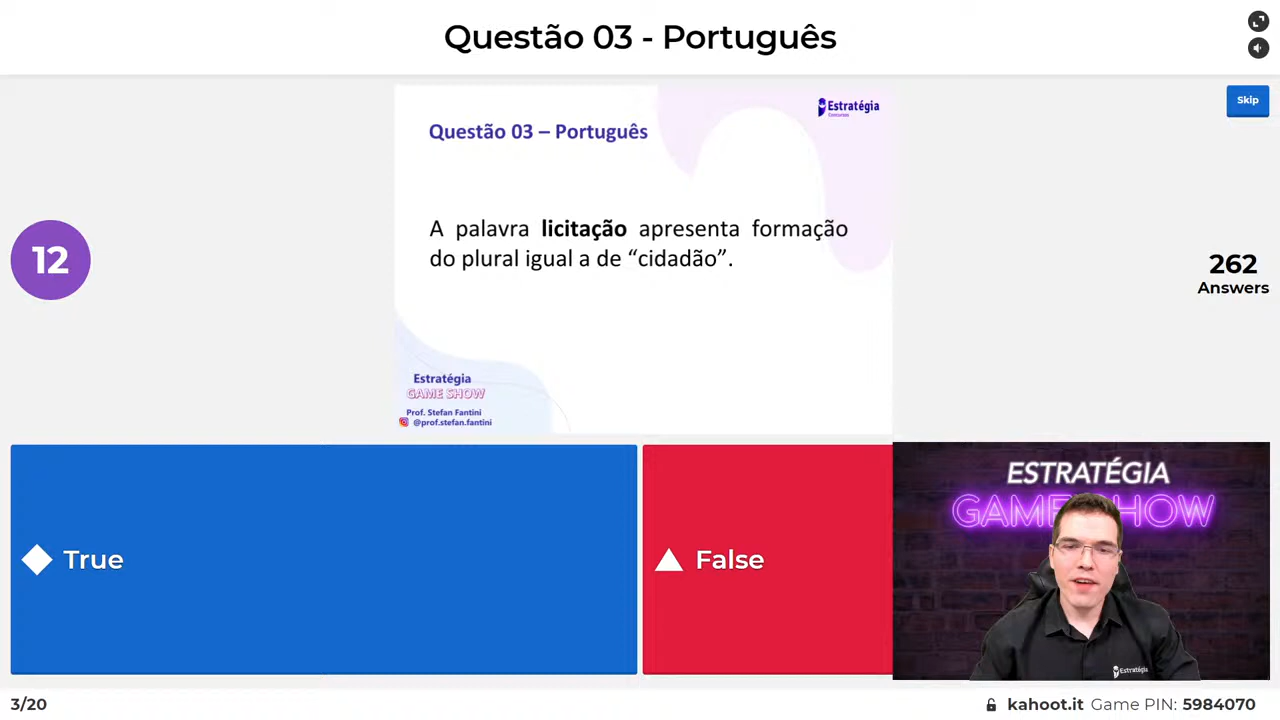 Questão 03 - Português
Skip
Estratégia
Concursos
Questão 03 – Português
A palavra licitação apresenta formação
do plural igual a de “cidadão”.
12
262
Answers
Estratégia
GAME SHOW
Prof. Stefan Fantini
@prof.stefan.fantini
True
False
ESTRATÉGIA
GAME SHOW
Estratégia
3/20
kahoot.it Game PIN: 5984070